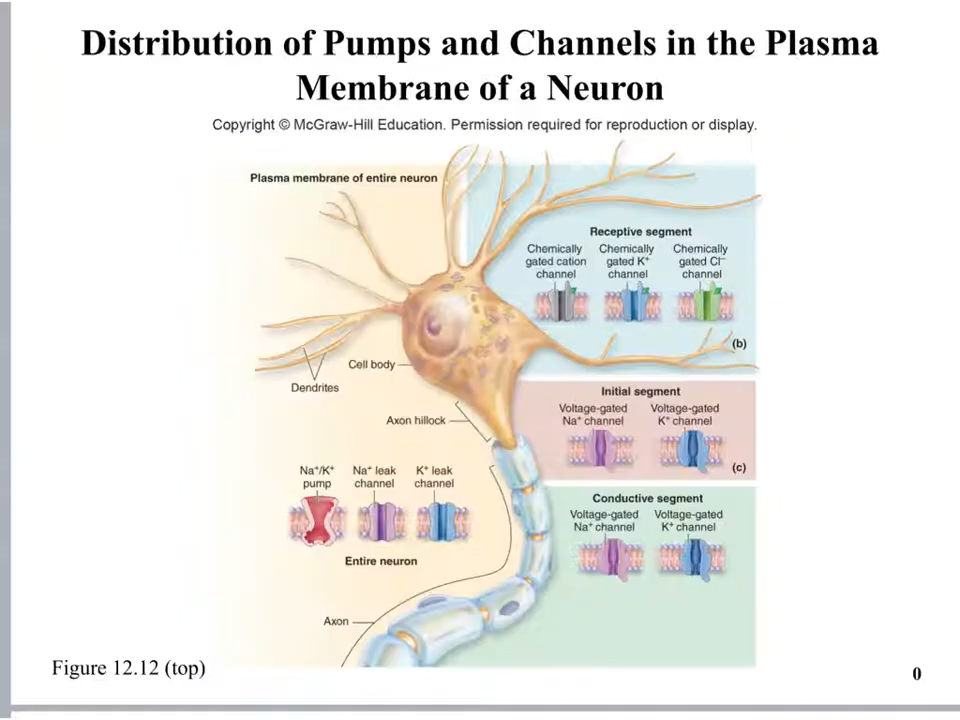 Distribution of Pumps and Channels in the Plasma
Membrane of a Neuron
Copyright © McGraw-Hill Education. Permission required for reproduction or display.
Plasma membrane of entire neuron
Receptive segment
Chemically gated cation channel
Chemically gated K⁺ channel
Chemically gated Cl⁻ channel
(b)
Cell body
Dendrites
Initial segment
Axon hillock
Voltage-gated Na⁺ channel
Voltage-gated K⁺ channel
(c)
Na⁺/K⁺ pump
Na⁺ leak channel
K⁺ leak channel
Entire neuron
Conductive segment
Voltage-gated Na⁺ channel
Voltage-gated K⁺ channel
Axon
Figure 12.12 (top)
0